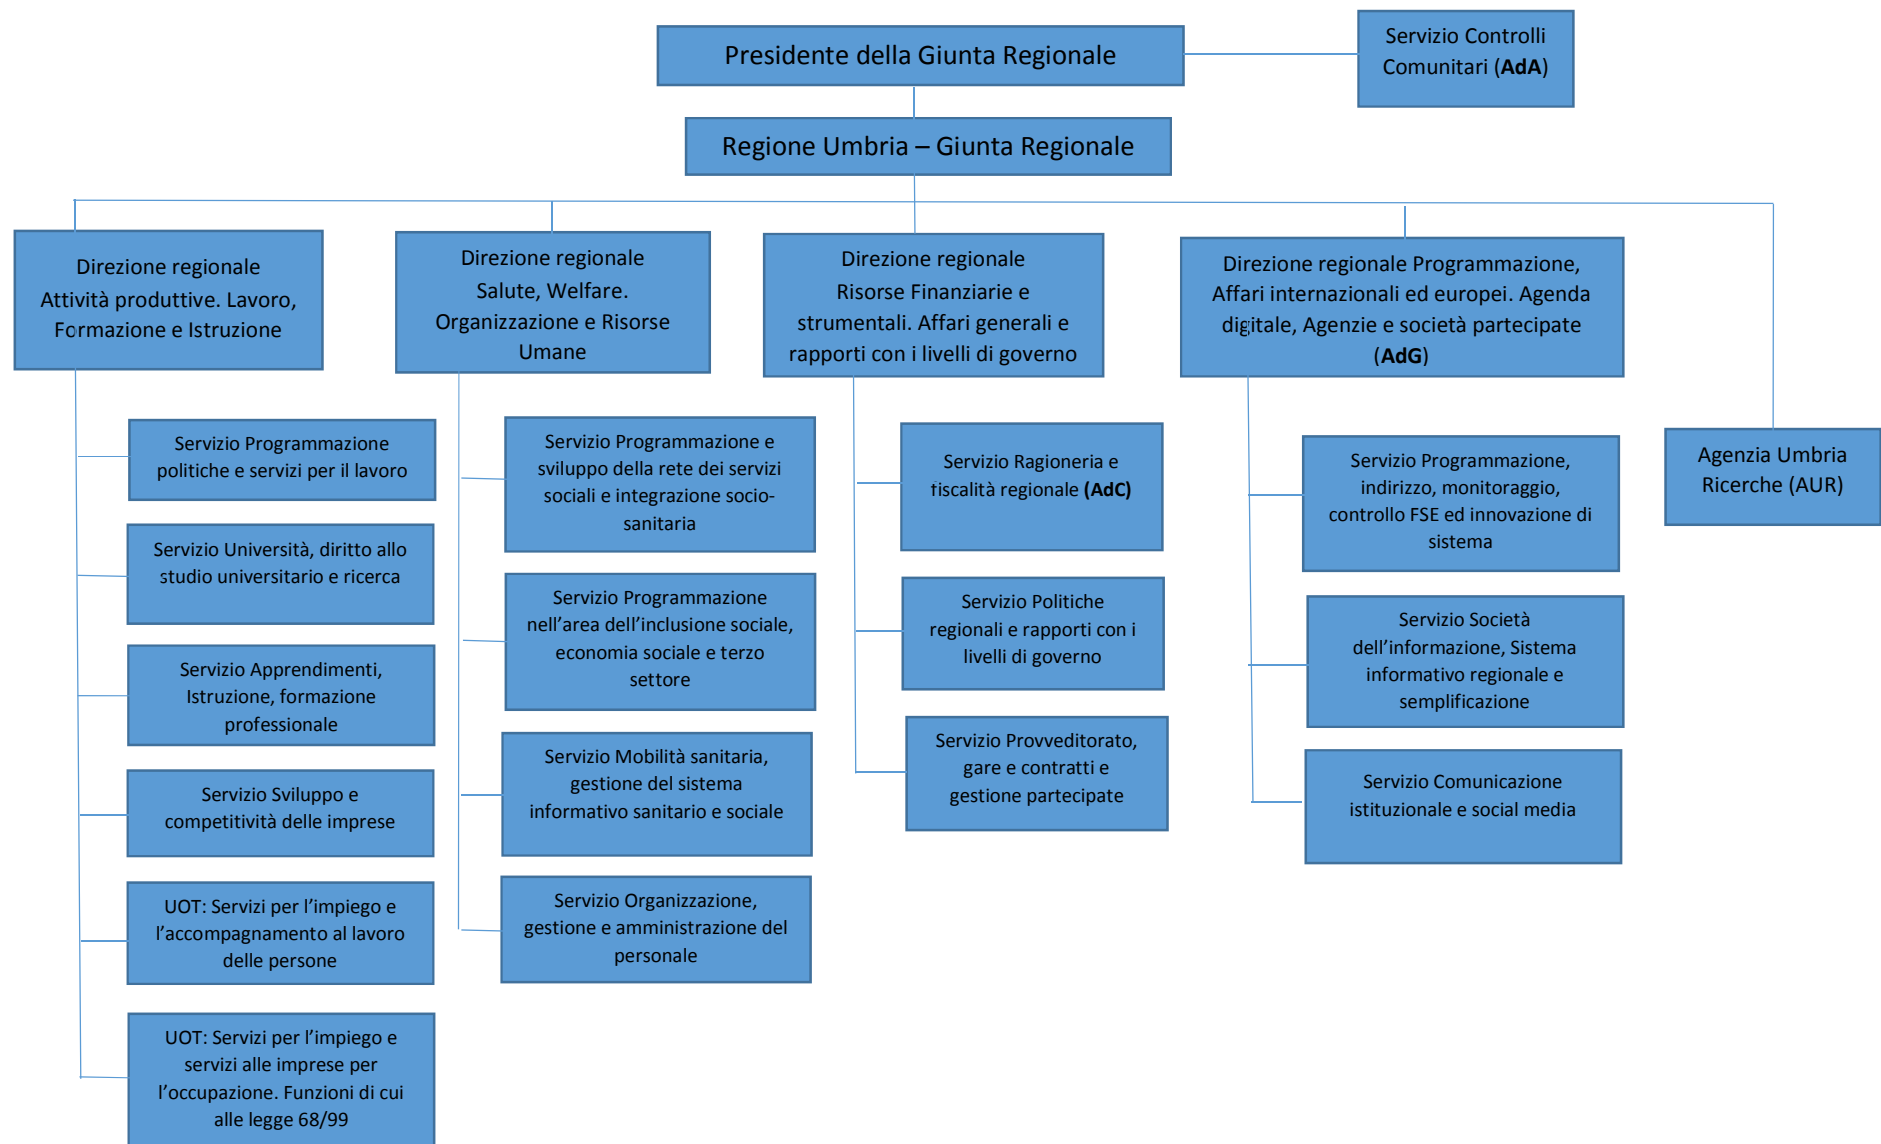 Presidente della Giunta Regionale
Servizio Controlli
Comunitari (AdA)
Regione Umbria – Giunta Regionale
Direzione regionale
Attività produttive. Lavoro,
Formazione e Istruzione
Direzione regionale
Salute, Welfare.
Organizzazione e Risorse
Umane
Direzione regionale
Risorse Finanziarie e
strumentali. Affari generali e
rapporti con i livelli di governo
Direzione regionale Programmazione,
Affari internazionali ed europei. Agenda
digitale, Agenzie e società partecipate
(AdG)
Servizio Programmazione
politiche e servizi per il lavoro
Servizio Università, diritto allo
studio universitario e ricerca
Servizio Apprendimenti,
Istruzione, formazione
professionale
Servizio Sviluppo e
competitività delle imprese
UOT: Servizi per l’impiego e
l’accompagnamento al lavoro
delle persone
UOT: Servizi per l’impiego e
servizi alle imprese per
l’occupazione. Funzioni di cui
alle legge 68/99
Servizio Programmazione e
sviluppo della rete dei servizi
sociali e integrazione socio-
sanitaria
Servizio Programmazione
nell’area dell’inclusione sociale,
economia sociale e terzo
settore
Servizio Mobilità sanitaria,
gestione del sistema
informativo sanitario e sociale
Servizio Organizzazione,
gestione e amministrazione del
personale
Servizio Ragioneria e
fiscalità regionale (AdC)
Servizio Politiche
regionali e rapporti con i
livelli di governo
Servizio Provveditorato,
gare e contratti e
gestione partecipate
Servizio Programmazione,
indirizzo, monitoraggio,
controllo FSE ed innovazione di
sistema
Servizio Società
dell’informazione, Sistema
informativo regionale e
semplificazione
Servizio Comunicazione
istituzionale e social media
Agenzia Umbria
Ricerche (AUR)